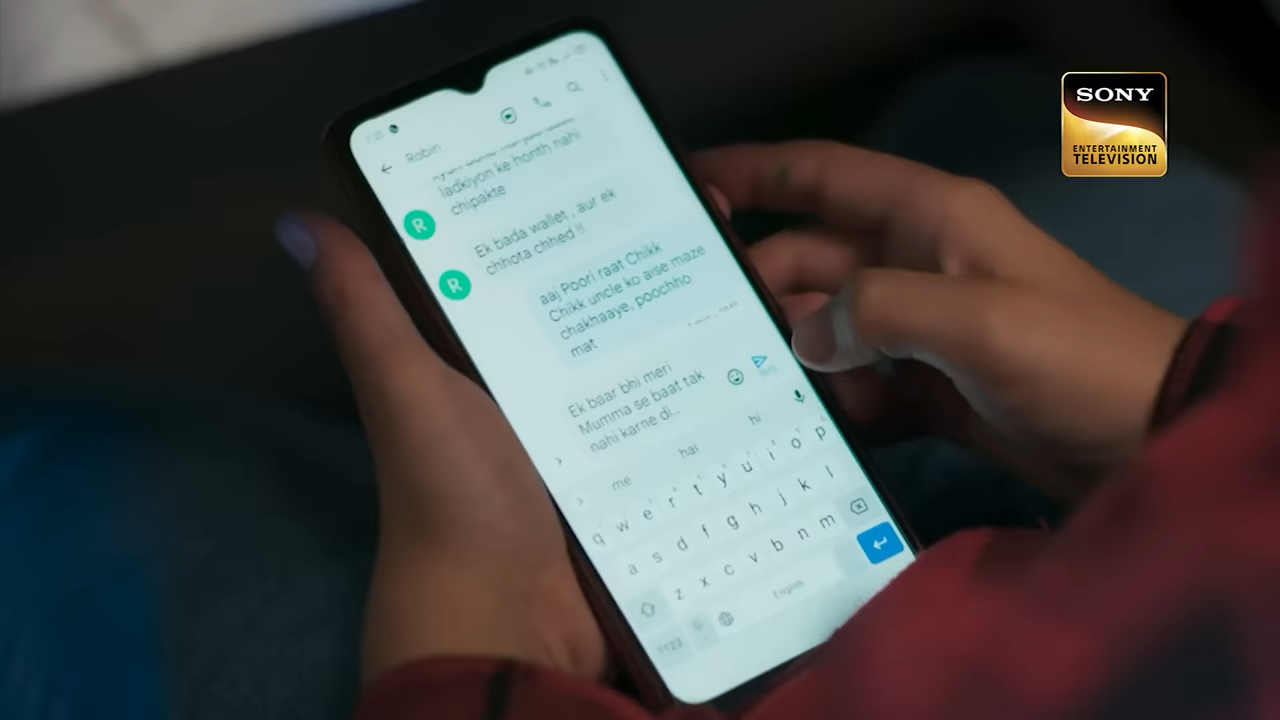 SONY
ENTERTAINMENT
TELEVISION
Robin
ladkiyon ke honth nahi
chipakte
R
Ek bada wallet , aur ek
chhota chhed !!
R
aaj Poori raat Chikk
Chikk uncle ko aise maze
chakhaaye, poochho
mat
Ek baar bhi meri
Mumma se baat tak
nahi karne di...
me hai hi
q w e r t y u i o p
a s d f g h j k l
z x c v b n m
English